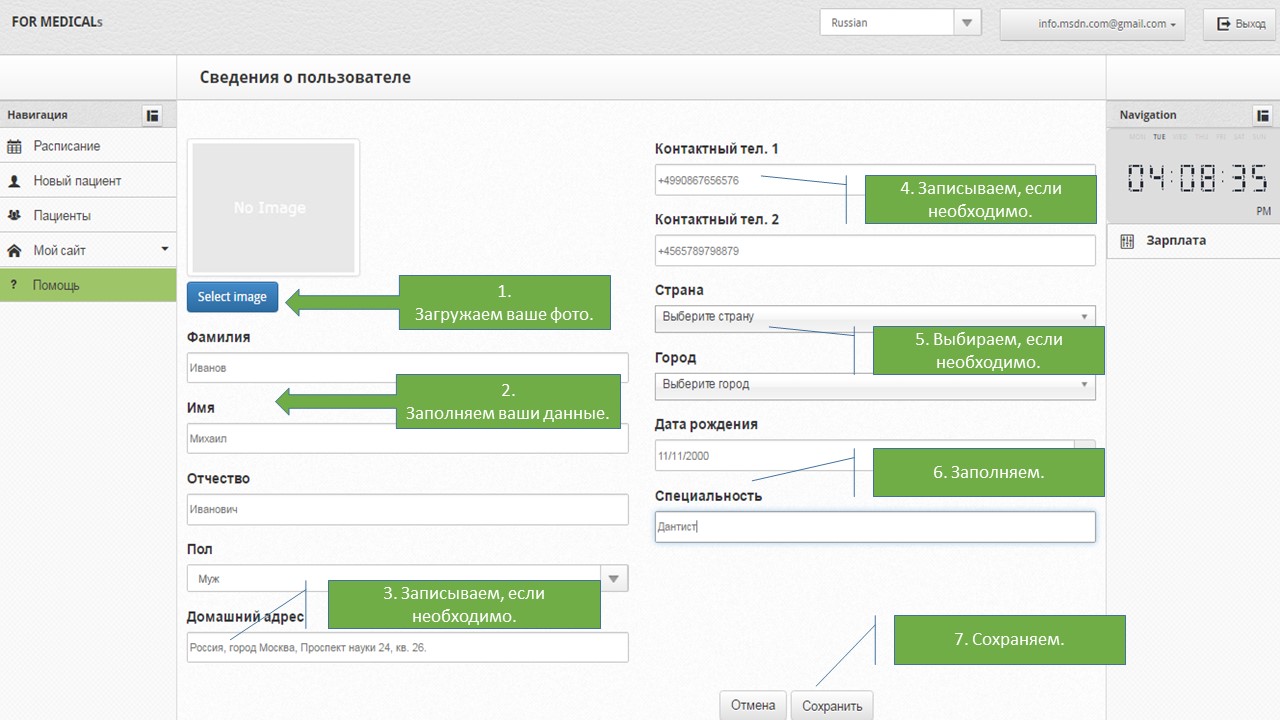 FOR MEDICALs
Russian
info.msdn.com@gmail.com
Выход
Сведения о пользователе
Навигация
Расписание
Новый пациент
Пациенты
Мой сайт
? Помощь
No Image
Select image
1.
Загружаем ваше фото.
Фамилия
Иванов
2.
Заполняем ваши данные.
Имя
Михаил
Отчество
Иванович
Пол
Муж
3. Записываем, если
необходимо.
Домашний адрес
Россия, город Москва, Проспект науки 24, кв. 26.
Контактный тел. 1
+4990867656576
4. Записываем, если
необходимо.
Контактный тел. 2
+4565789798879
Страна
Выберите страну
5. Выбираем, если
необходимо.
Город
Выберите город
Дата рождения
11/11/2000
6. Заполняем.
Специальность
Дантист
7. Сохраняем.
Отмена
Сохранить
Navigation
MON TUE WED THU FRI SAT SUN
04:08:35
PM
Зарплата